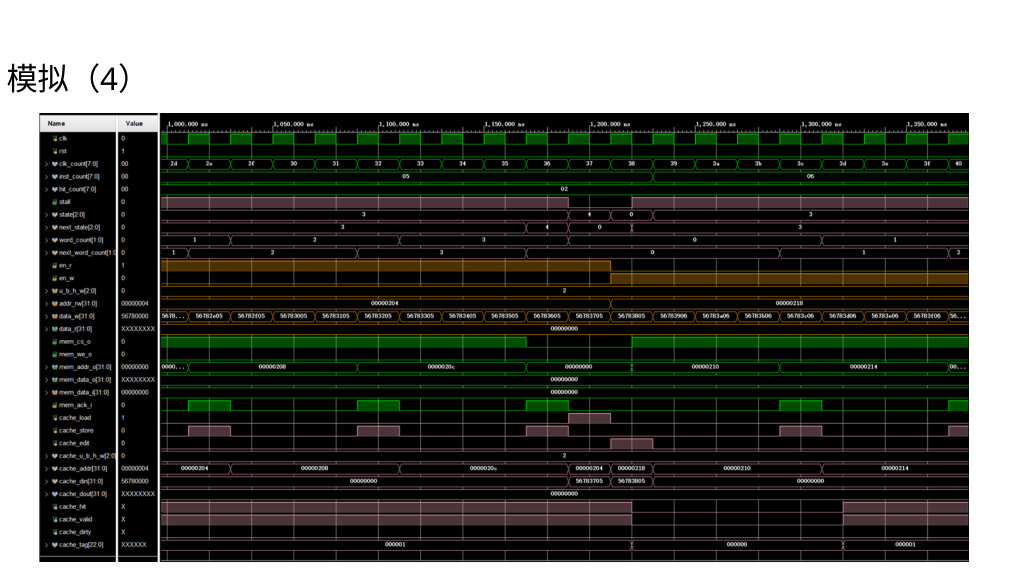 模拟（4）
Name Value 1,000.000 ns 1,050.000 ns 1,100.000 ns 1,150.000 ns 1,200.000 ns 1,250.000 ns 1,300.000 ns 1,350.000 ns
clk 0
rst 1
clk_count[7:0] 00 2d 2e 2f 30 31 32 33 34 35 36 37 38 39 3a 3b 3c 3d 3e 3f 40
inst_count[7:0] 00 05 06
hit_count[7:0] 00 02
stall 0
state[2:0] 0 3 4 0 3
next_state[2:0] 0 3 4 0 3
word_count[1:0] 0 1 2 3 0 1
next_word_count[1:0 0 1 2 3 0 1 2
en_r 1
en_w 0
u_b_h_w[2:0] 0 2
addr_rw[31:0] 00000004 00000204 00000218
data_w[31:0] 56780000 5678... 56782e05 56782f05 56783005 56783105 56783205 56783305 56783405 56783505 56783605 56783705 56783805 56783906 56783a06 56783b06 56783c06 56783d06 56783e06 56783f06 56...
data_r[31:0] XXXXXXXX 00000000
mem_cs_o 0
mem_we_o 0
mem_addr_o[31:0] 00000000 0000... 00000208 0000020c 00000000 00000210 00000214 00...
mem_data_o[31:0] XXXXXXXX 00000000
mem_data_i[31:0] 00000000 00000000
mem_ack_i 0
cache_load 1
cache_store 0
cache_edit 0
cache_u_b_h_w[2:0] 0 2
cache_addr[31:0] 00000004 00000204 00000208 0000020c 00000204 00000218 00000210 00000214
cache_din[31:0] 56780000 00000000 56783705 56783805 00000000
cache_dout[31:0] XXXXXXXX 00000000
cache_hit X
cache_valid X
cache_dirty X
cache_tag[22:0] XXXXXX 000001 000000 000001